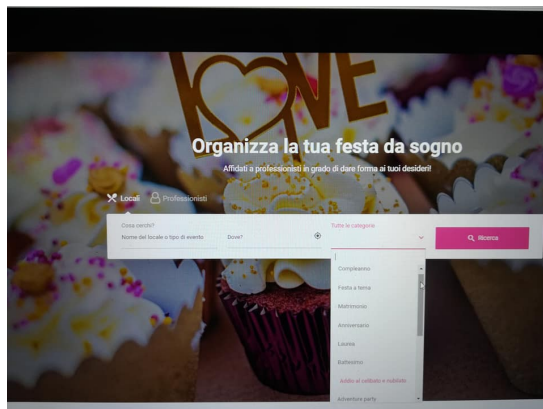 LOVE
Organizza la tua festa da sogno
Affidati a professionisti in grado di dare forma ai tuoi desideri!
Locali Professionisti
Cosa cerchi? Tutte le categorie
Nome del locale o tipo di evento Dove? Ricerca
Compleanno
Festa a tema
Matrimonio
Anniversario
Laurea
Battesimo
Addio al celibato e nubilato
Adventure party